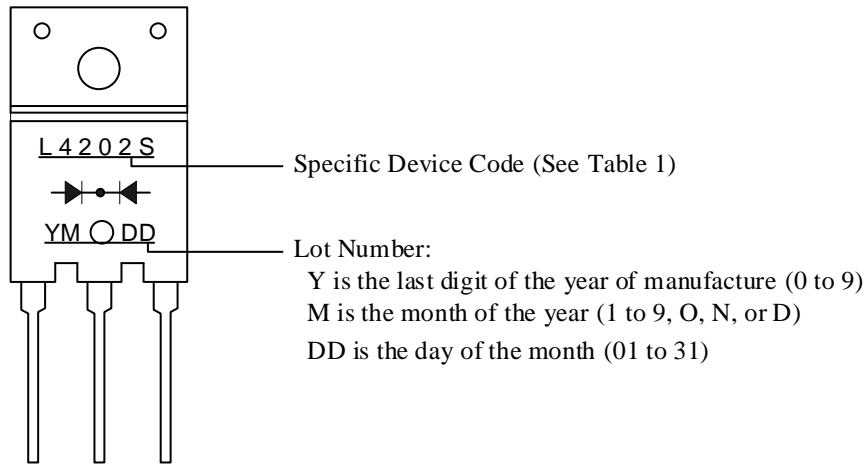 L4202S
Specific Device Code (See Table 1)
YM DD
Lot Number:
Y is the last digit of the year of manufacture (0 to 9)
M is the month of the year (1 to 9, O, N, or D)
DD is the day of the month (01 to 31)